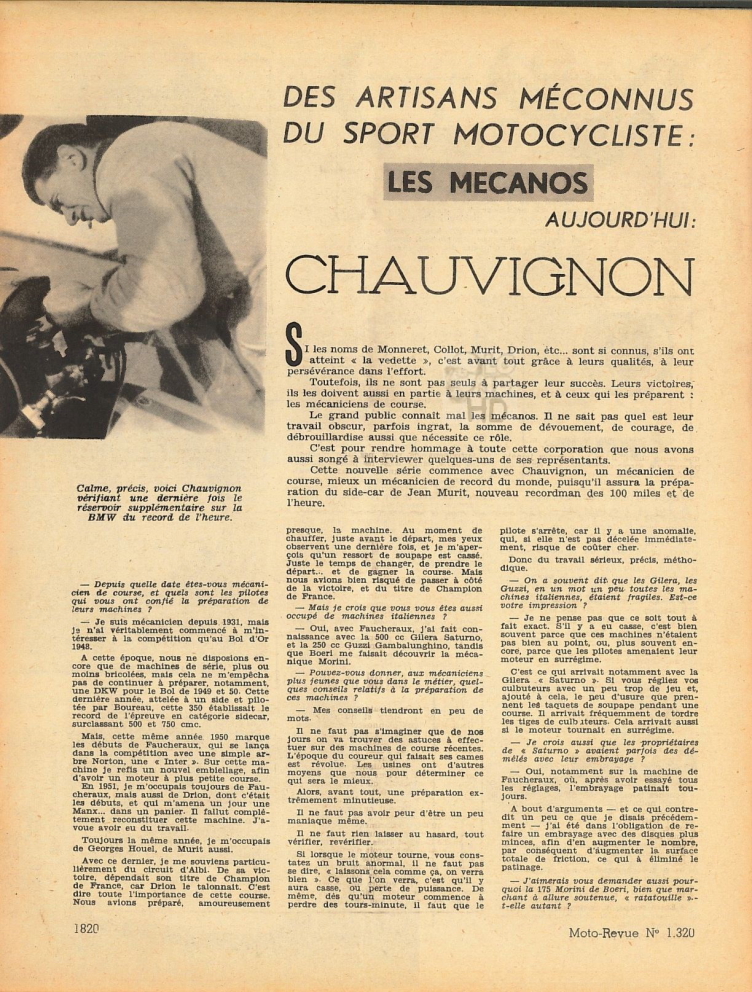 DES ARTISANS MÉCONNUS
DU SPORT MOTOCYCLISTE :
LES MECANOS
AUJOURD'HUI :
CHAUVIGNON
SI les noms de Monneret, Collot, Murit, Drion, etc... sont si connus, s'ils ont
atteint « la vedette », c'est avant tout grâce à leurs qualités, à leur
persévérance dans l'effort.
Toutefois, ils ne sont pas seuls à partager leur succès. Leurs victoires,
ils les doivent aussi en partie à leurs machines, et à ceux qui les préparent :
les mécaniciens de course.
Le grand public connaît mal les mécanos. Il ne sait pas quel est leur
travail obscur, parfois ingrat, la somme de dévouement, de courage, de
débrouillardise aussi que nécessite ce rôle.
C'est pour rendre hommage à toute cette corporation que nous avons
aussi songé à interviewer quelques-uns de ses représentants.
Cette nouvelle série commence avec Chauvignon, un mécanicien de
course, mieux un mécanicien de record du monde, puisqu'il assura la prépa-
ration du side-car de Jean Murit, nouveau recordman des 100 miles et de
l'heure.
Calme, précis, voici Chauvignon
vérifiant une dernière fois le
réservoir supplémentaire sur la
BMW du record de l'heure.
— Depuis quelle date êtes-vous mécani-
cien de course, et quels sont les pilotes
qui vous ont confié la préparation de
leurs machines ?
— Je suis mécanicien depuis 1931, mais
je n'ai véritablement commencé à m'in-
téresser à la compétition qu'au Bol d'Or
1948.
A cette époque, nous ne disposions en-
core que de machines de série, plus ou
moins bricolées, mais cela ne m'empêcha
pas de continuer à préparer, notamment,
une DKW pour le Bol de 1949 et 50. Cette
dernière année, attelée à un side et pilo-
tée par Boureau, cette 350 établissait le
record de l'épreuve en catégorie sidecar,
surclassant 500 et 750 cmc.
Mais, cette même année 1950 marque
les débuts de Faucheraux, qui se lança
dans la compétition avec une simple ar-
bre Norton, une « Inter ». Sur cette ma-
chine je refis un nouvel embiellage, afin
d'avoir un moteur à plus petite course.
En 1951, je m'occupais toujours de Fau-
cheraux, mais aussi de Drion, dont c'était
les débuts, et qui m'amena un jour une
Manx... dans un panier. Il fallut complè-
tement reconstituer cette machine. J'a-
voue avoir eu du travail.
Toujours la même année, je m'occupais
de Georges Houel, de Murit aussi.
Avec ce dernier, je me souviens particu-
lièrement du circuit d'Albi. De sa vic-
toire, dépendait son titre de Champion
de France, car Drion le talonnait. C'est
dire toute l'importance de cette course.
Nous avions préparé, amoureusement
presque, la machine. Au moment de
chauffer, juste avant le départ, mes yeux
observent une dernière fois, et je m'aper-
çois qu'un ressort de soupape est cassé.
Juste le temps de changer, de prendre le
départ... et de gagner la course. Mais
nous avions bien risqué de passer à côté
de la victoire, et du titre de Champion
de France.
— Mais je crois que vous vous êtes aussi
occupé de machines italiennes ?
— Oui, avec Faucheraux, j'ai fait con-
naissance avec la 500 cc Gilera Saturno,
et la 250 cc Guzzi Gambalunghino, tandis
que Boeri me faisait découvrir la méca-
nique Morini.
— Pouvez-vous donner, aux mécaniciens
plus jeunes que vous dans le métier, quel-
ques conseils relatifs à la préparation de
ces machines ?
— Mes conseils tiendront en peu de
mots.
Il ne faut pas s'imaginer que de nos
jours on va trouver des astuces à effec-
tuer sur des machines de course récentes.
L'époque du coureur qui faisait ses cames
est révolue. Les usines ont d'autres
moyens que nous pour déterminer ce
qui sera le mieux.
Alors, avant tout, une préparation ex-
trêmement minutieuse.
Il ne faut pas avoir peur d'être un peu
maniaque même.
Il ne faut rien laisser au hasard, tout
vérifier, revérifier.
Si lorsque le moteur tourne, vous cons-
tatez un bruit anormal, il ne faut pas
se dire, « laissons cela comme ça, on verra
bien ». Ce que l'on verra, c'est qu'il y
aura casse, ou perte de puissance. De
même, dès qu'un moteur commence à
perdre des tours-minute, il faut que le
pilote s'arrête, car il y a une anomalie,
qui, si elle n'est pas décelée immédiate-
ment, risque de coûter cher.
Donc du travail sérieux, précis, métho-
dique.
— On a souvent dit que les Gilera, les
Guzzi, en un mot un peu toutes les ma-
chines italiennes, étaient fragiles. Est-ce
votre impression ?
— Je ne pense pas que ce soit tout à
fait exact. S'il y a eu casse, c'est bien
souvent parce que ces machines n'étaient
pas bien au point, ou, plus souvent en-
core, parce que les pilotes amenaient leur
moteur en surrégime.
C'est ce qui arrivait notamment avec la
Gilera « Saturno ». Si vous réglez vos
culbuteurs avec un peu trop de jeu et,
ajouté à cela, le peu d'usure que pren-
nent les taquets de soupape pendant une
course. Il arrivait fréquemment de tordre
les tiges de culbuteurs. Cela arrivait aussi
si le moteur tournait en surrégime.
— Je crois aussi que les propriétaires
de « Saturno » avaient parfois des dé-
mêlés avec leur embrayage ?
— Oui, notamment sur la machine de
Faucheraux, où, après avoir essayé tous
les réglages, l'embrayage patinait tou-
jours.
A bout d'arguments — et ce qui contre-
dit un peu ce que je disais précédem-
ment — j'ai été dans l'obligation de re-
faire un embrayage avec des disques plus
minces, afin d'en augmenter le nombre,
par conséquent d'augmenter la surface
totale de friction, ce qui à éliminé le
patinage.
— J'aimerais vous demander aussi pour-
quoi la 175 Morini de Boeri, bien que mar-
chant à allure soutenue, « ratatouille »-
t-elle autant ?
1820
Moto-Revue Nº 1.320